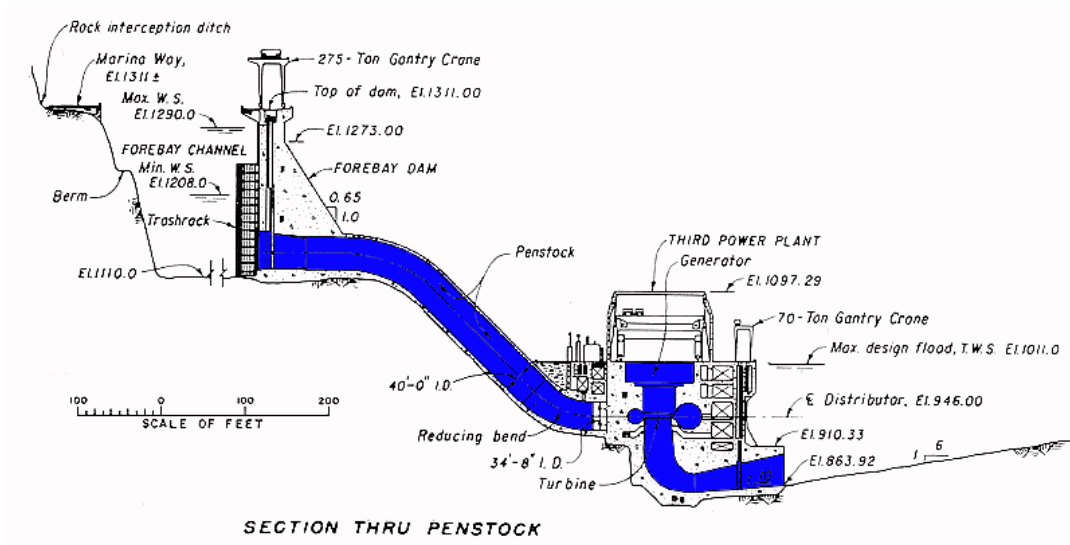 Rock interception ditch
Marina Way,
El.1311±
Max. W. S.
El.1290.0
275-Ton Gantry Crane
Top of dam, El.1311.00
El.1273.00
FOREBAY CHANNEL
Min. W. S.
El.1208.0
FOREBAY DAM
Berm
0.65
1.0
Trashrack
El.1110.0
Penstock
THIRD POWER PLANT
Generator
El.1097.29
70-Ton Gantry Crane
Max. design flood, T.W.S. El.1011.0
40'-0" I.D.
100 0 100 200
SCALE OF FEET
℄ Distributor, El.946.00
Reducing bend
34'-8" I.D.
Turbine
El.910.33
6
1
El.863.92
SECTION THRU PENSTOCK